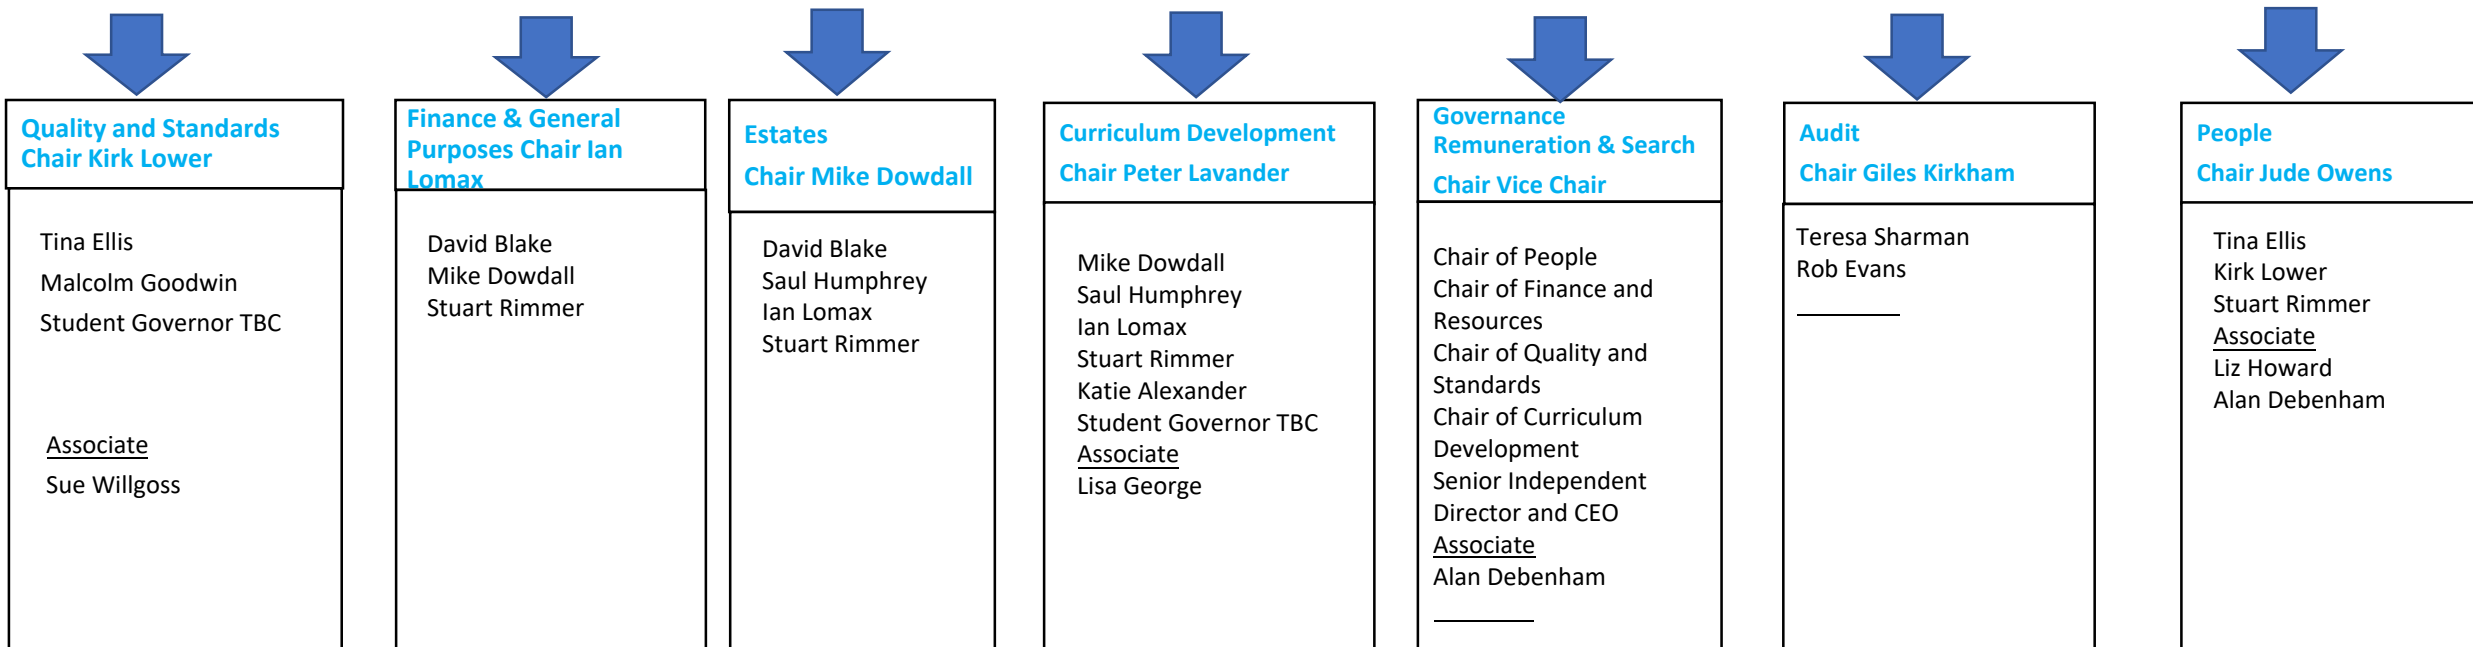 Quality and Standards
Chair Kirk Lower
Tina Ellis
Malcolm Goodwin
Student Governor TBC
Associate
Sue Willgoss
Finance & General
Purposes Chair Ian
Lomax
David Blake
Mike Dowdall
Stuart Rimmer
Estates
Chair Mike Dowdall
David Blake
Saul Humphrey
Ian Lomax
Stuart Rimmer
Curriculum Development
Chair Peter Lavander
Mike Dowdall
Saul Humphrey
Ian Lomax
Stuart Rimmer
Katie Alexander
Student Governor TBC
Associate
Lisa George
Governance
Remuneration & Search
Chair Vice Chair
Chair of People
Chair of Finance and
Resources
Chair of Quality and
Standards
Chair of Curriculum
Development
Senior Independent
Director and CEO
Associate
Alan Debenham
Audit
Chair Giles Kirkham
Teresa Sharman
Rob Evans
People
Chair Jude Owens
Tina Ellis
Kirk Lower
Stuart Rimmer
Associate
Liz Howard
Alan Debenham